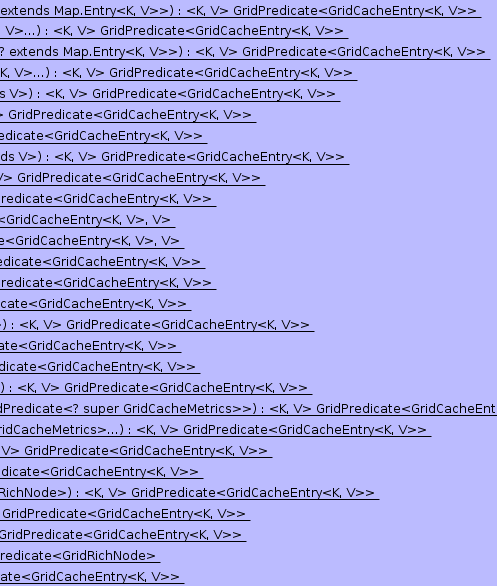 extends Map.Entry<K, V>>) : <K, V> GridPredicate<GridCacheEntry<K, V>>
V>...) : <K, V> GridPredicate<GridCacheEntry<K, V>>
? extends Map.Entry<K, V>>) : <K, V> GridPredicate<GridCacheEntry<K, V>>
K, V>...) : <K, V> GridPredicate<GridCacheEntry<K, V>>
s V>) : <K, V> GridPredicate<GridCacheEntry<K, V>>
> GridPredicate<GridCacheEntry<K, V>>
edicate<GridCacheEntry<K, V>>
ds V>) : <K, V> GridPredicate<GridCacheEntry<K, V>>
V> GridPredicate<GridCacheEntry<K, V>>
redicate<GridCacheEntry<K, V>>
<GridCacheEntry<K, V>, V>
e<GridCacheEntry<K, V>, V>
edicate<GridCacheEntry<K, V>>
redicate<GridCacheEntry<K, V>>
icate<GridCacheEntry<K, V>>
>) : <K, V> GridPredicate<GridCacheEntry<K, V>>
ate<GridCacheEntry<K, V>>
dicate<GridCacheEntry<K, V>>
) : <K, V> GridPredicate<GridCacheEntry<K, V>>
dPredicate<? super GridCacheMetrics>>) : <K, V> GridPredicate<GridCacheEnt
ridCacheMetrics>...) : <K, V> GridPredicate<GridCacheEntry<K, V>>
V> GridPredicate<GridCacheEntry<K, V>>
dicate<GridCacheEntry<K, V>>
RichNode>) : <K, V> GridPredicate<GridCacheEntry<K, V>>
GridPredicate<GridCacheEntry<K, V>>
GridPredicate<GridCacheEntry<K, V>>
redicate<GridRichNode>
ate<GridCacheEntry<K, V>>